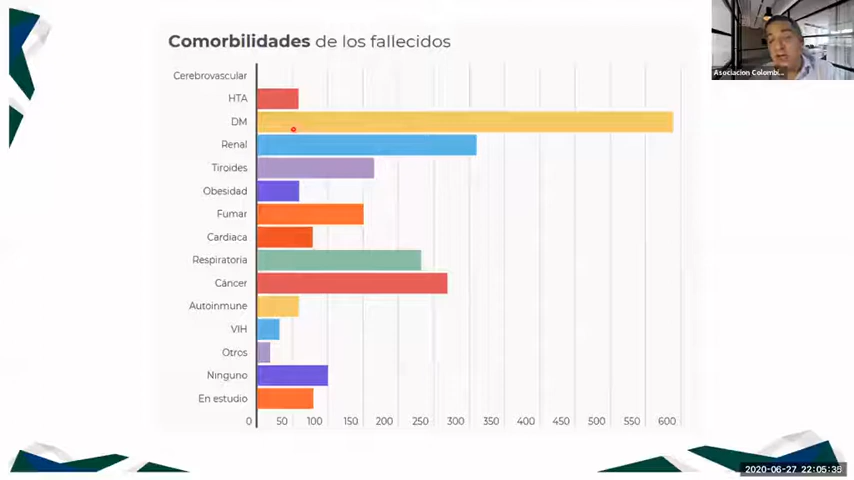 Comorbilidades de los fallecidos
Asociacion Colombi...
Cerebrovascular
HTA
DM
Renal
Tiroides
Obesidad
Fumar
Cardiaca
Respiratoria
Cáncer
Autoinmune
VIH
Otros
Ninguno
En estudio
0 50 100 150 200 250 300 350 400 450 500 550 600
2020-06-27 22:05:35